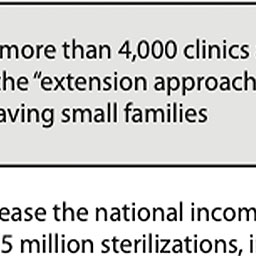 more than 4,000 clinics
the “extension approach
aving small families
ease the national incom
5 million sterilizations, i